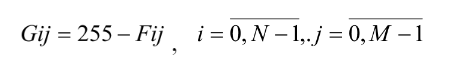 Gij = 255 − Fij , i = 0, N − 1,. j = 0, M − 1